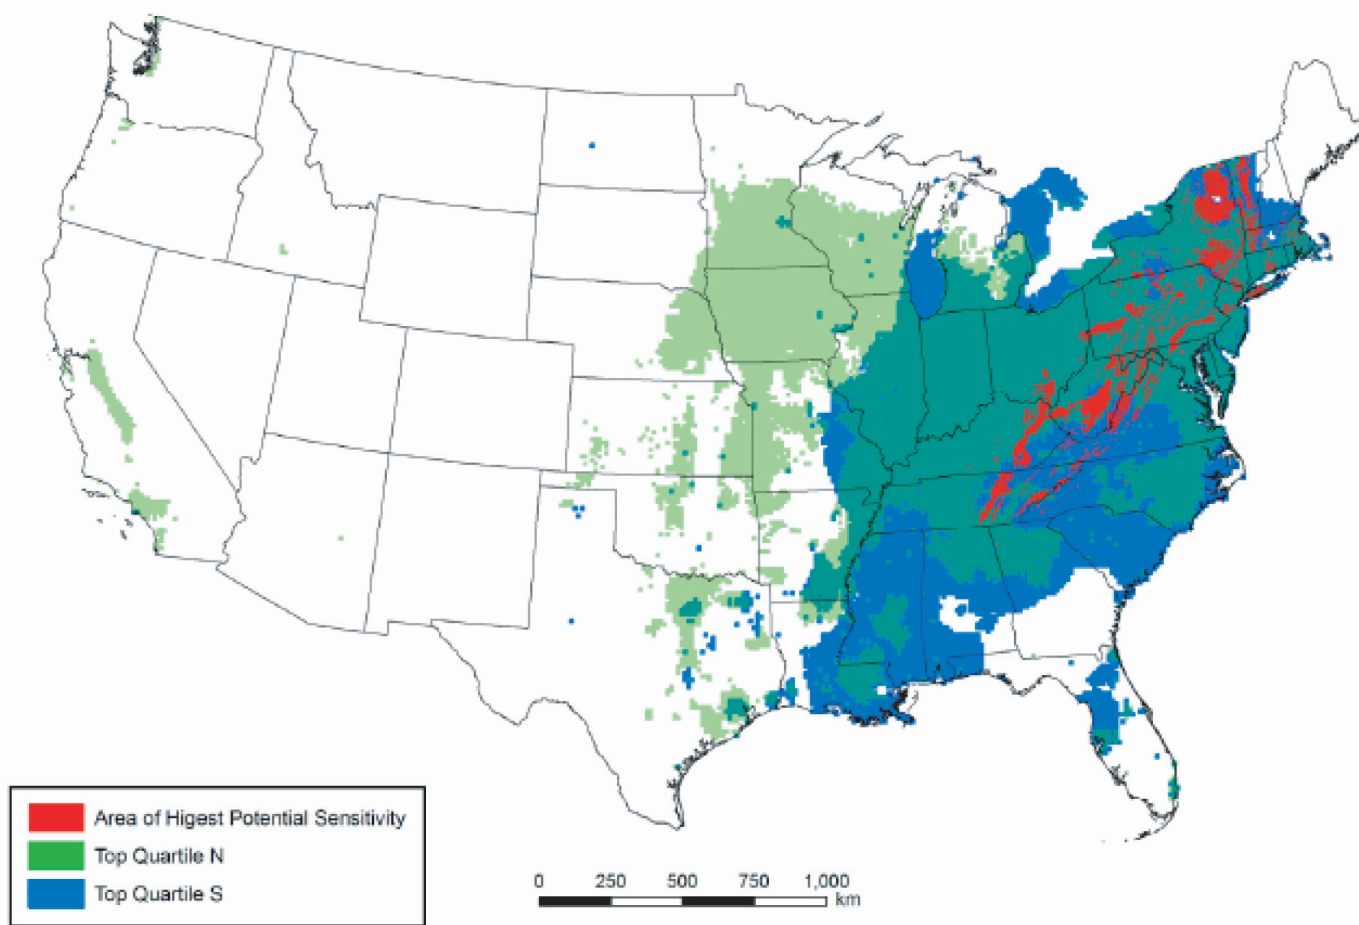 Area of Higest Potential Sensitivity
Top Quartile N
Top Quartile S
0 250 500 750 1,000
km